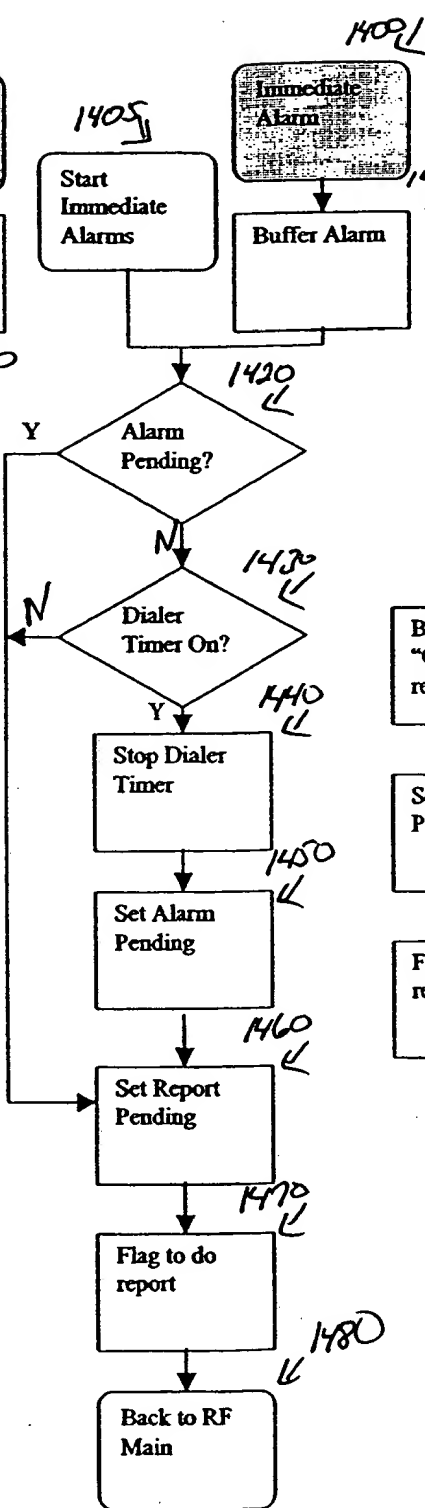 1400
1405
Immediate
Alarm
Start
Immediate
Alarms
Buffer Alarm
1420
Y
Alarm
Pending?
N
1430
N
Dialer
Timer On?
1440
Y
Stop Dialer
Timer
1450
Set Alarm
Pending
1460
Set Report
Pending
1470
Flag to do
report
1480
Back to RF
Main